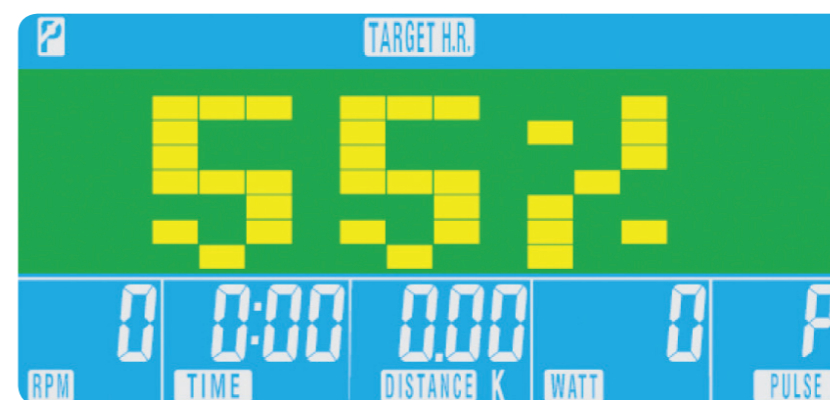 P TARGET H.R.
55%
0 0:00 0.00 0 P
RPM TIME DISTANCE K WATT PULSE